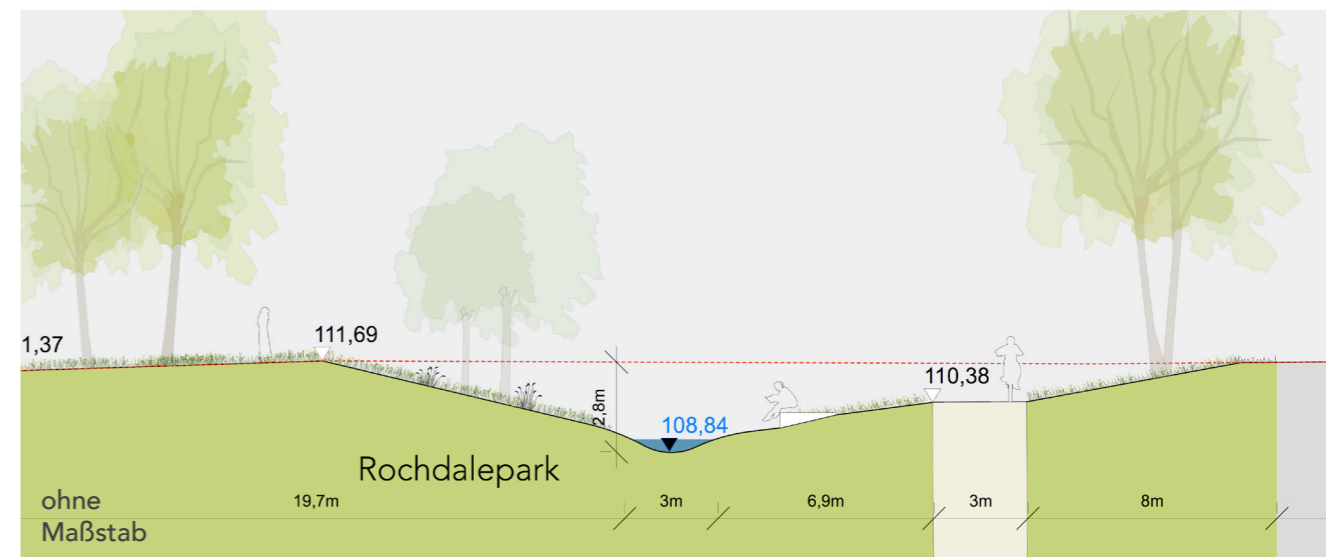 1,37
111,69
110,38
2,8m
108,84
Rochdalepark
ohne
Maßstab
19,7m
3m
6,9m
3m
8m